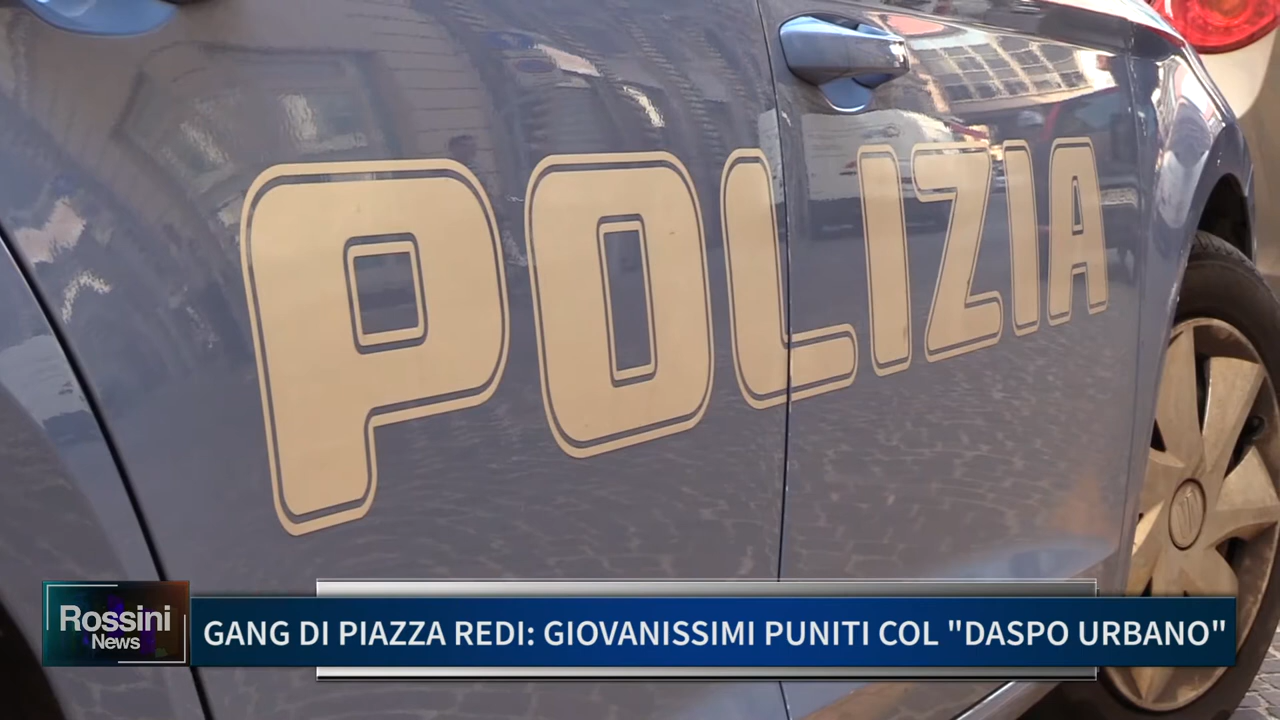 POLIZIA
Rossini
News
GANG DI PIAZZA REDI: GIOVANISSIMI PUNITI COL "DASPO URBANO"